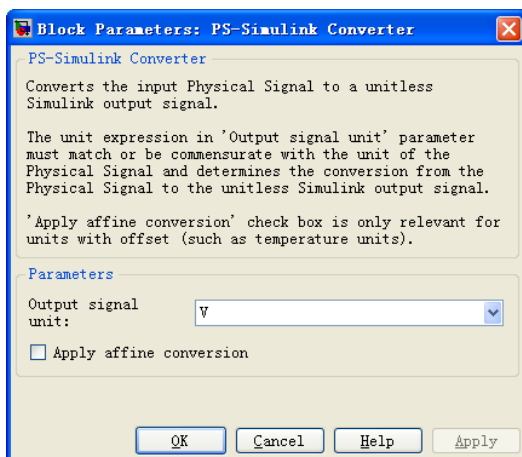 Block Parameters: PS-Simulink Converter
PS-Simulink Converter
Converts the input Physical Signal to a unitless
Simulink output signal.
The unit expression in 'Output signal unit' parameter
must match or be commensurate with the unit of the
Physical Signal and determines the conversion from the
Physical Signal to the unitless Simulink output signal.
'Apply affine conversion' check box is only relevant for
units with offset (such as temperature units).
Parameters
Output signal
unit:
V
Apply affine conversion
OK
Cancel
Help
Apply